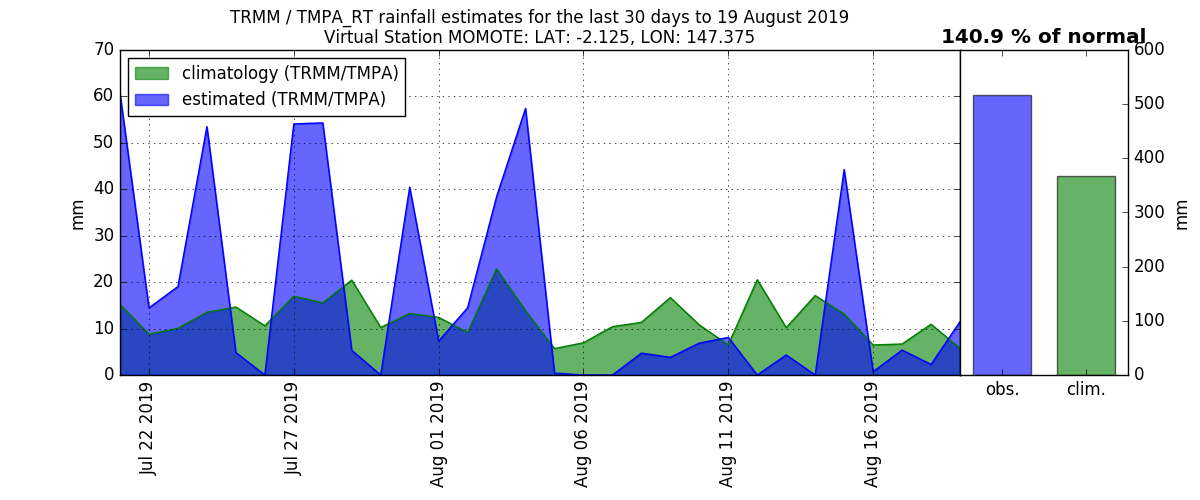 TRMM / TMPA_RT rainfall estimates for the last 30 days to 19 August 2019
Virtual Station MOMOTE: LAT: -2.125, LON: 147.375
140.9 % of normal
climatology (TRMM/TMPA)
estimated (TRMM/TMPA)
70
60
50
40
30
20
10
0
mm
Jul 22 2019
Jul 27 2019
Aug 01 2019
Aug 06 2019
Aug 11 2019
Aug 16 2019
600
500
400
300
200
100
0
mm
obs.
clim.